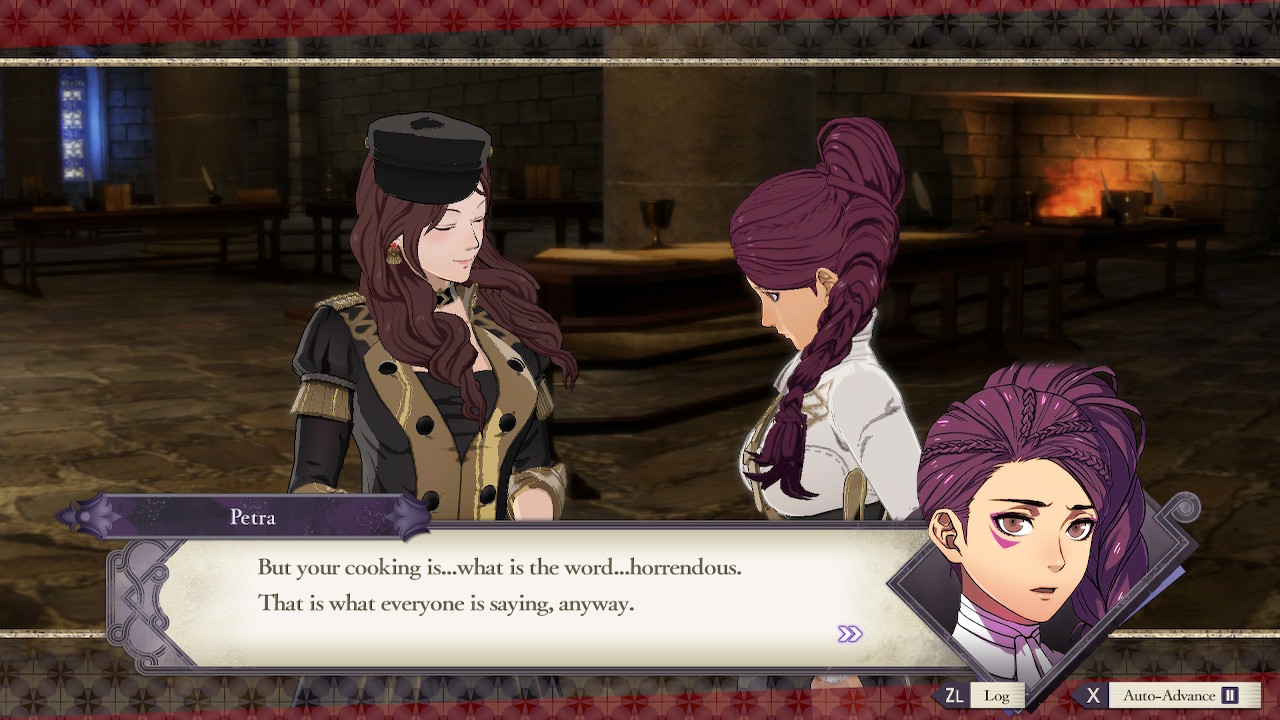 Petra
But your cooking is...what is the word...horrendous.
That is what everyone is saying, anyway.
ZL Log X Auto-Advance